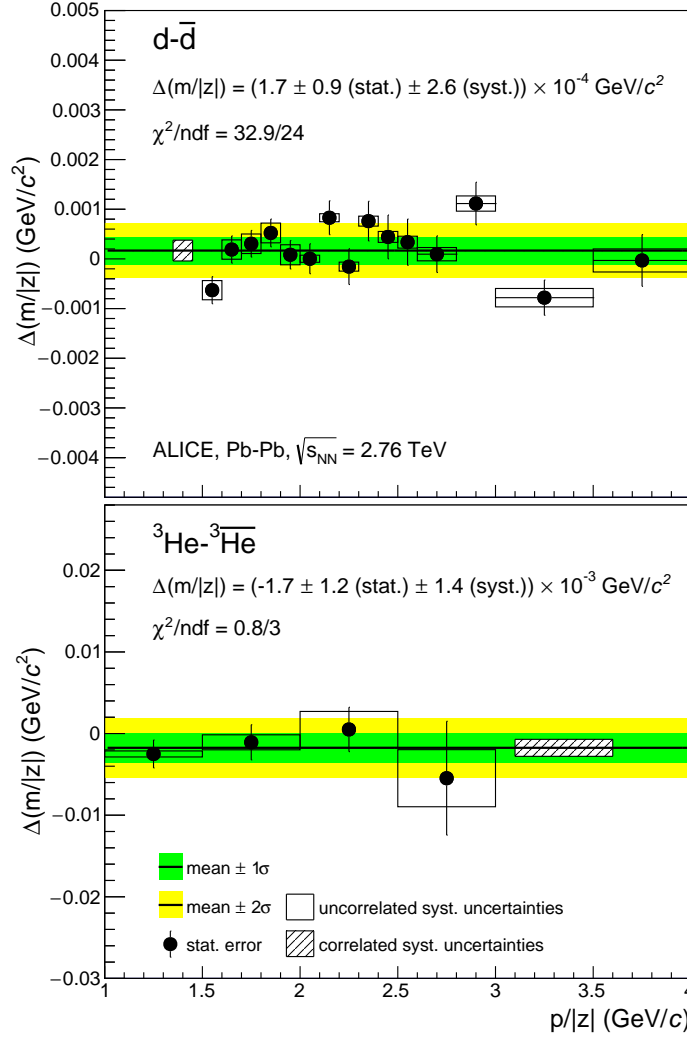 0.005
0.004
0.003
0.002
0.001
0
−0.001
−0.002
−0.003
−0.004
Δ(m/|z|) (GeV/c²)
d-d̅
Δ(m/|z|) = (1.7 ± 0.9 (stat.) ± 2.6 (syst.)) × 10⁻⁴ GeV/c²
χ²/ndf = 32.9/24
ALICE, Pb-Pb, √s_NN = 2.76 TeV
0.02
0.01
0
−0.01
−0.02
−0.03
Δ(m/|z|) (GeV/c²)
³He-³H̅e̅
Δ(m/|z|) = (-1.7 ± 1.2 (stat.) ± 1.4 (syst.)) × 10⁻³ GeV/c²
χ²/ndf = 0.8/3
mean ± 1σ
mean ± 2σ
uncorrelated syst. uncertainties
stat. error
correlated syst. uncertainties
1 1.5 2 2.5 3 3.5 4
p/|z| (GeV/c)